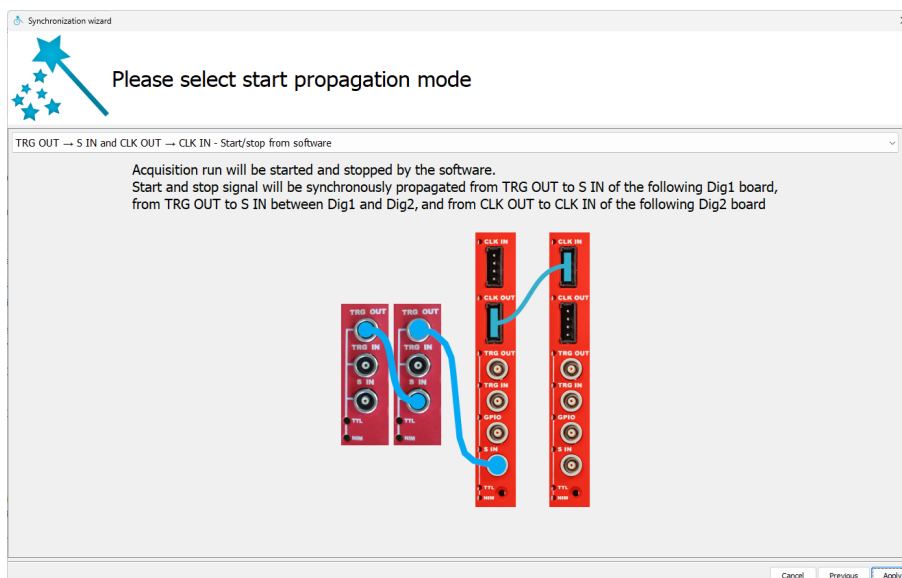 Synchronization wizard
Please select start propagation mode
TRG OUT → S IN and CLK OUT → CLK IN - Start/stop from software
Acquisition run will be started and stopped by the software.
Start and stop signal will be synchronously propagated from TRG OUT to S IN of the following Dig1 board,
from TRG OUT to S IN between Dig1 and Dig2, and from CLK OUT to CLK IN of the following Dig2 board
TRG OUT
TRG IN
S IN
TTL
NIM
TRG OUT
TRG IN
S IN
TTL
NIM
CLK IN
CLK OUT
TRG OUT
TRG IN
GPIO
S IN
TTL
NIM
CLK IN
CLK OUT
TRG OUT
TRG IN
GPIO
S IN
TTL
NIM
Cancel
Previous
Apply